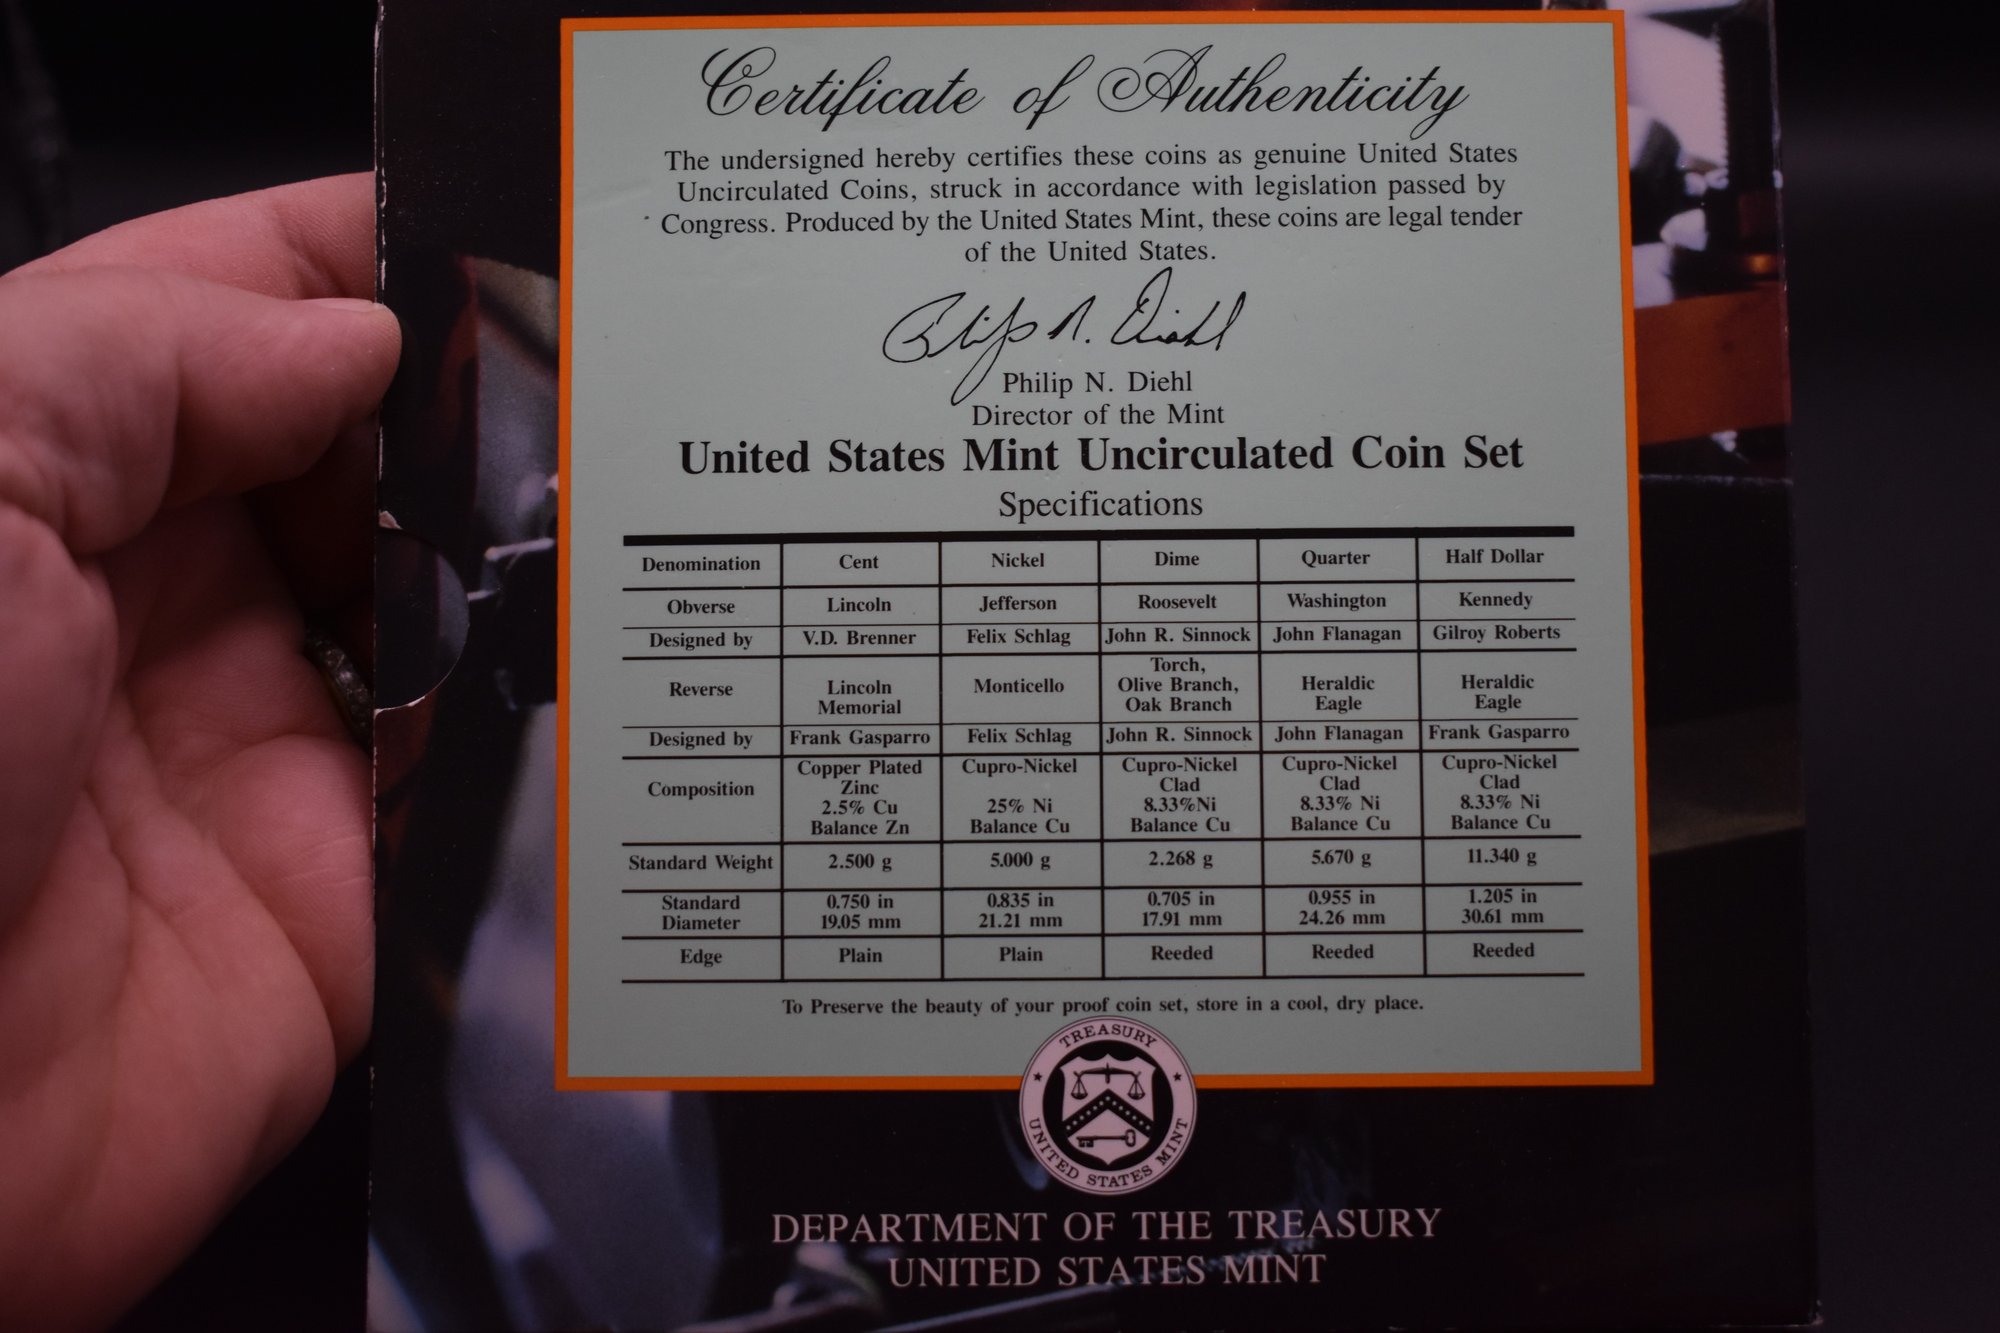 Certificate of Authenticity
The undersigned hereby certifies these coins as genuine United States
Uncirculated Coins, struck in accordance with legislation passed by
Congress. Produced by the United States Mint, these coins are legal tender
of the United States.
Philip N. Diehl
Philip N. Diehl
Director of the Mint
United States Mint Uncirculated Coin Set
Specifications
Denomination Cent Nickel Dime Quarter Half Dollar
Obverse Lincoln Jefferson Roosevelt Washington Kennedy
Designed by V.D. Brenner Felix Schlag John R. Sinnock John Flanagan Gilroy Roberts
Torch,
Reverse Lincoln Monticello Olive Branch, Heraldic Heraldic
Memorial Oak Branch Eagle Eagle
Designed by Frank Gasparro Felix Schlag John R. Sinnock John Flanagan Frank Gasparro
Copper Plated Cupro-Nickel Cupro-Nickel Cupro-Nickel Cupro-Nickel
Composition Zinc Clad Clad Clad
2.5% Cu 25% Ni 8.33%Ni 8.33% Ni 8.33% Ni
Balance Zn Balance Cu Balance Cu Balance Cu Balance Cu
Standard Weight 2.500 g 5.000 g 2.268 g 5.670 g 11.340 g
Standard 0.750 in 0.835 in 0.705 in 0.955 in 1.205 in
Diameter 19.05 mm 21.21 mm 17.91 mm 24.26 mm 30.61 mm
Edge Plain Plain Reeded Reeded Reeded
To Preserve the beauty of your proof coin set, store in a cool, dry place.
TREASURY
UNITED STATES MINT
DEPARTMENT OF THE TREASURY
UNITED STATES MINT